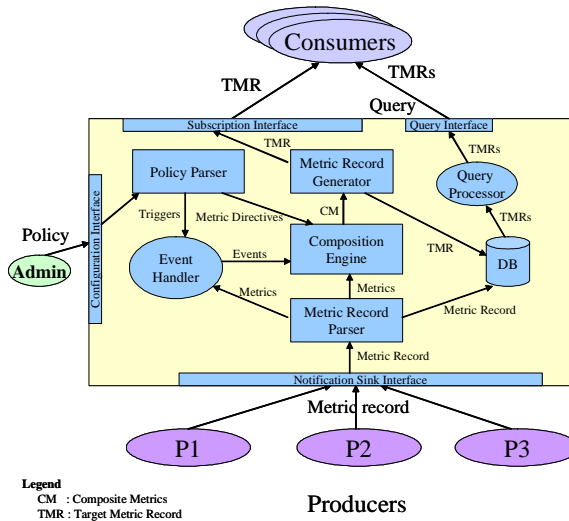 Consumers
TMR
TMRs
Query
Subscription Interface
Query Interface
TMR
TMRs
Policy Parser
Metric Record
Generator
Query
Processor
Configuration Interface
Triggers
Metric Directives
CM
TMRs
Policy
Admin
Event
Handler
Events
Composition
Engine
TMR
DB
Metrics
Metrics
Metric Record
Parser
Metric Record
Metric Record
Notification Sink Interface
Metric record
P1
P2
P3
Legend
CM : Composite Metrics
TMR : Target Metric Record
Producers